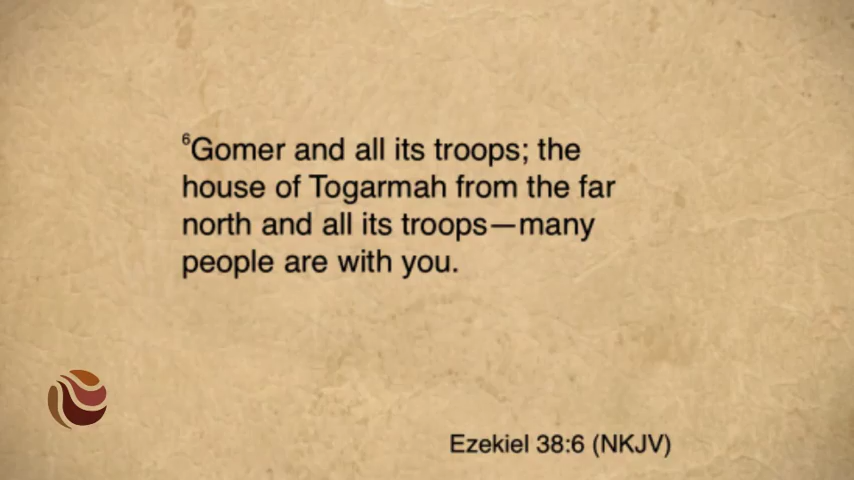 ⁶Gomer and all its troops; the
house of Togarmah from the far
north and all its troops—many
people are with you.
Ezekiel 38:6 (NKJV)